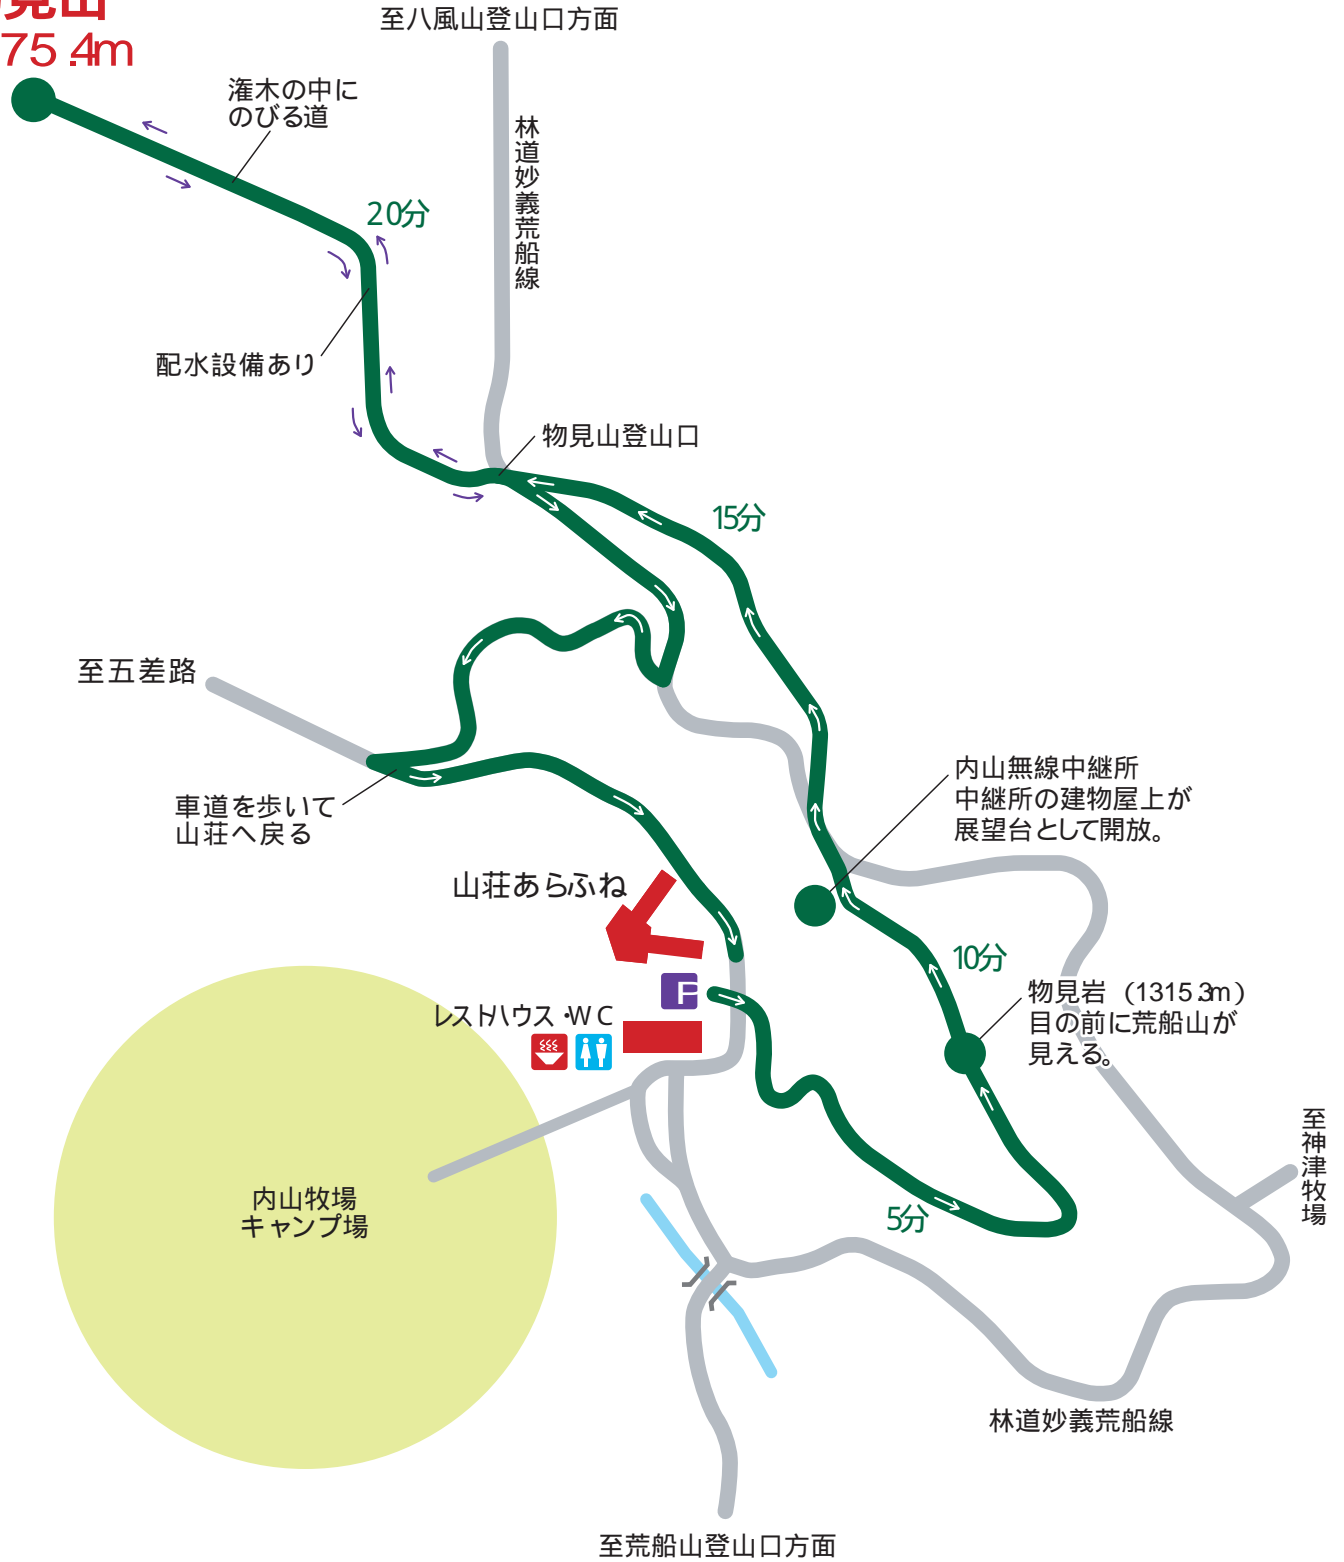 見山
75.4m
至八風山登山口方面
潅木の中に
のびる道
林道妙義荒船線
20分
配水設備あり
物見山登山口
15分
至五差路
内山無線中継所
中継所の建物屋上が
展望台として開放。
車道を歩いて
山荘へ戻る
山荘あらふね
10分
P
物見岩（1315.3m）
目の前に荒船山が
見える。
レストハウス・WC
至神津牧場
内山牧場
キャンプ場
5分
林道妙義荒船線
至荒船山登山口方面